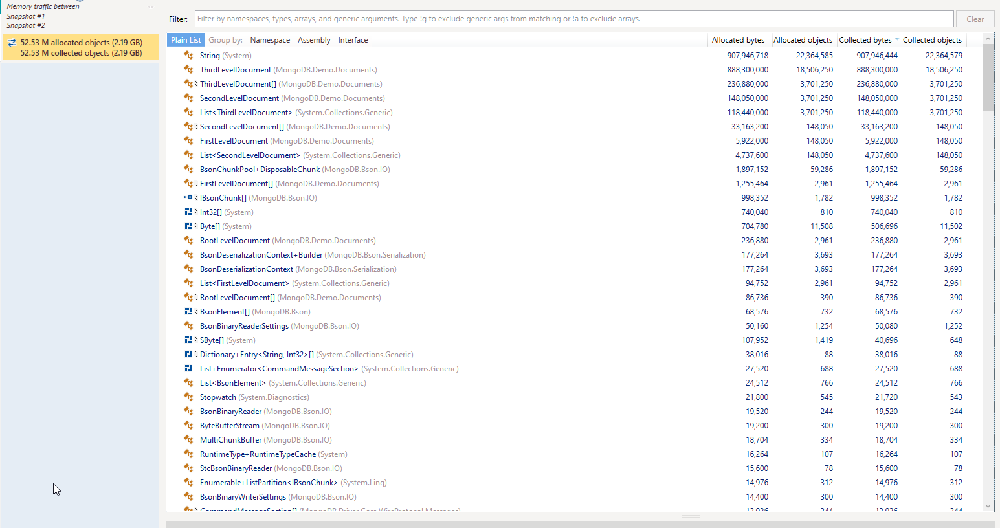 Memory traffic between
Snapshot #1
Snapshot #2
52.53 M allocated objects (2.19 GB)
52.53 M collected objects (2.19 GB)
Filter: Filter by namespaces, types, arrays, and generic arguments. Type !g to exclude generic args from matching or !a to exclude arrays. Clear
Plain List Group by: Namespace Assembly Interface Allocated bytes Allocated objects Collected bytes Collected objects
String (System) 907,946,718 22,364,585 907,946,444 22,364,579
ThirdLevelDocument (MongoDB.Demo.Documents) 888,300,000 18,506,250 888,300,000 18,506,250
ThirdLevelDocument[] (MongoDB.Demo.Documents) 236,880,000 3,701,250 236,880,000 3,701,250
SecondLevelDocument (MongoDB.Demo.Documents) 148,050,000 3,701,250 148,050,000 3,701,250
List<ThirdLevelDocument> (System.Collections.Generic) 118,440,000 3,701,250 118,440,000 3,701,250
SecondLevelDocument[] (MongoDB.Demo.Documents) 33,163,200 148,050 33,163,200 148,050
FirstLevelDocument (MongoDB.Demo.Documents) 5,922,000 148,050 5,922,000 148,050
List<SecondLevelDocument> (System.Collections.Generic) 4,737,600 148,050 4,737,600 148,050
BsonChunkPool+DisposableChunk (MongoDB.Bson.IO) 1,897,152 59,286 1,897,152 59,286
FirstLevelDocument[] (MongoDB.Demo.Documents) 1,255,464 2,961 1,255,464 2,961
IBsonChunk[] (MongoDB.Bson.IO) 998,352 1,782 998,352 1,782
Int32[] (System) 740,040 810 740,040 810
Byte[] (System) 704,780 11,508 506,696 11,502
RootLevelDocument (MongoDB.Demo.Documents) 236,880 2,961 236,880 2,961
BsonDeserializationContext+Builder (MongoDB.Bson.Serialization) 177,264 3,693 177,264 3,693
BsonDeserializationContext (MongoDB.Bson.Serialization) 177,264 3,693 177,264 3,693
List<FirstLevelDocument> (System.Collections.Generic) 94,752 2,961 94,752 2,961
RootLevelDocument[] (MongoDB.Demo.Documents) 86,736 390 86,736 390
BsonElement[] (MongoDB.Bson) 68,576 732 68,576 732
BsonBinaryReaderSettings (MongoDB.Bson.IO) 50,160 1,254 50,080 1,252
SByte[] (System) 107,952 1,419 40,696 648
Dictionary+Entry<String, Int32>[] (System.Collections.Generic) 38,016 88 38,016 88
List+Enumerator<CommandMessageSection> (System.Collections.Generic) 27,520 688 27,520 688
List<BsonElement> (System.Collections.Generic) 24,512 766 24,512 766
Stopwatch (System.Diagnostics) 21,800 545 21,720 543
BsonBinaryReader (MongoDB.Bson.IO) 19,520 244 19,520 244
ByteBufferStream (MongoDB.Bson.IO) 19,200 300 19,200 300
MultiChunkBuffer (MongoDB.Bson.IO) 18,704 334 18,704 334
RuntimeType+RuntimeTypeCache (System) 16,264 107 16,264 107
StcBsonBinaryReader (MongoDB.Bson.IO) 15,600 78 15,600 78
Enumerable+ListPartition<IBsonChunk> (System.Linq) 14,976 312 14,976 312
BsonBinaryWriterSettings (MongoDB.Bson.IO) 14,400 300 14,400 300
CommandMessageSection[] (MongoDB.Driver.Core.WireProtocol.Messages) 13,936 344 13,936 344